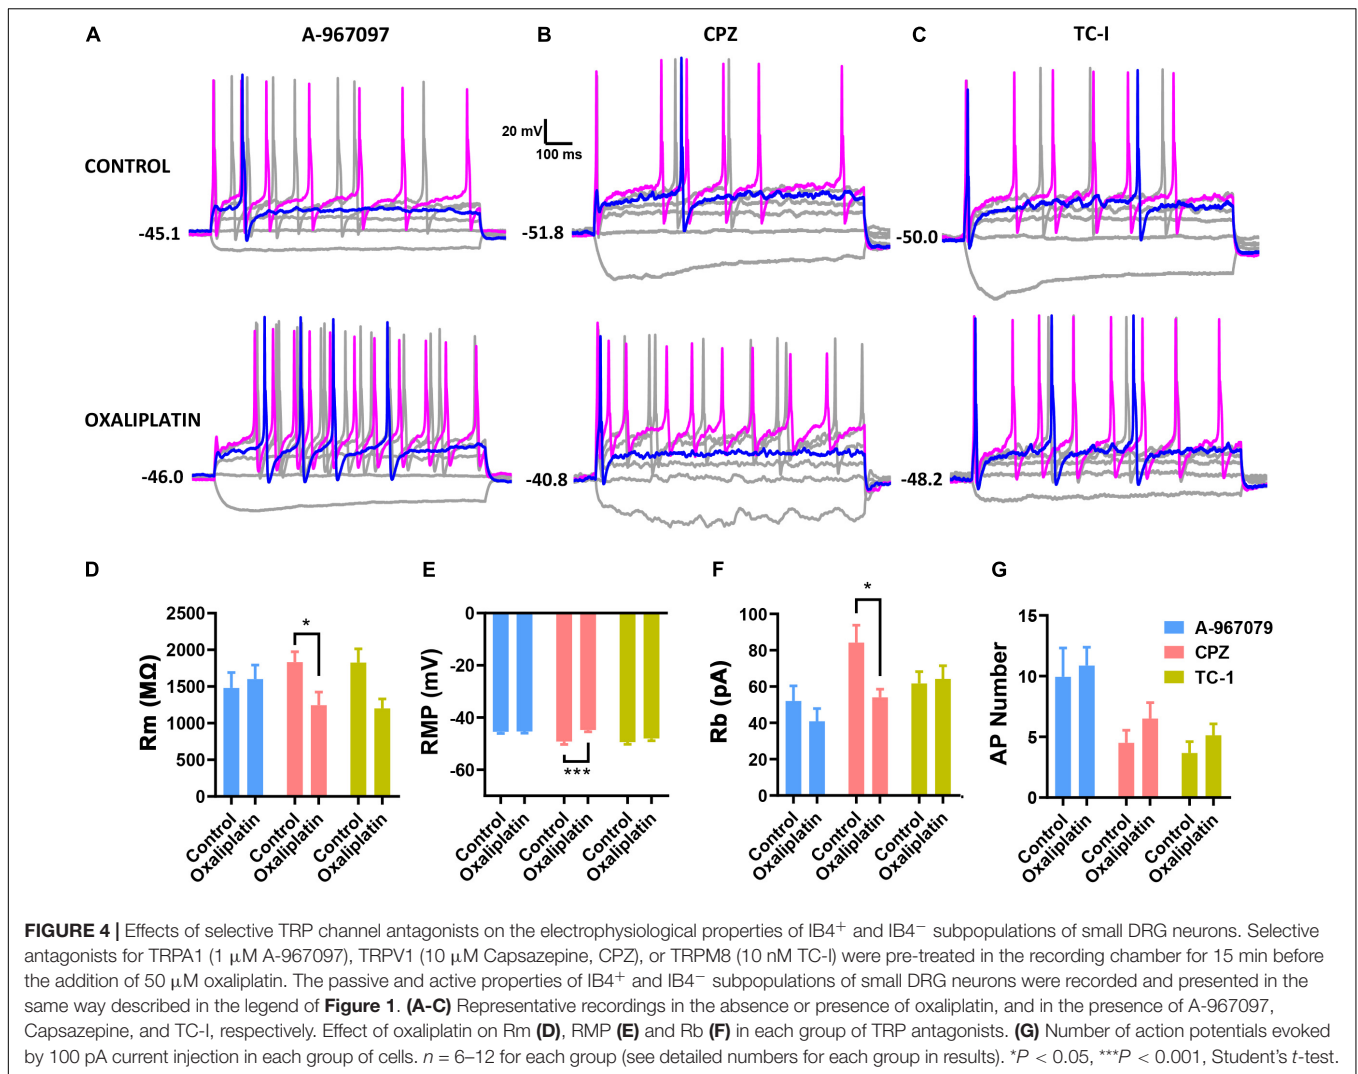 A
A-967097
B
CPZ
C
TC-I
CONTROL
20 mV
100 ms
-45.1
-51.8
-50.0
OXALIPLATIN
-46.0
-40.8
-48.2
D
Rm (MΩ)
2500
2000
1500
1000
500
0
*
Control
Oxaliplatin
Control
Oxaliplatin
Control
Oxaliplatin
E
RMP (mV)
0
-20
-40
-60
***
Control
Oxaliplatin
Control
Oxaliplatin
Control
Oxaliplatin
F
Rb (pA)
100
80
60
40
20
0
*
Control
Oxaliplatin
Control
Oxaliplatin
Control
Oxaliplatin
G
AP Number
15
10
5
0
A-967079
CPZ
TC-1
Control
Oxaliplatin
Control
Oxaliplatin
Control
Oxaliplatin
FIGURE 4 | Effects of selective TRP channel antagonists on the electrophysiological properties of IB4+ and IB4− subpopulations of small DRG neurons. Selective
antagonists for TRPA1 (1 μM A-967097), TRPV1 (10 μM Capsazepine, CPZ), or TRPM8 (10 nM TC-I) were pre-treated in the recording chamber for 15 min before
the addition of 50 μM oxaliplatin. The passive and active properties of IB4+ and IB4− subpopulations of small DRG neurons were recorded and presented in the
same way described in the legend of Figure 1. (A-C) Representative recordings in the absence or presence of oxaliplatin, and in the presence of A-967097,
Capsazepine, and TC-I, respectively. Effect of oxaliplatin on Rm (D), RMP (E) and Rb (F) in each group of TRP antagonists. (G) Number of action potentials evoked
by 100 pA current injection in each group of cells. n = 6–12 for each group (see detailed numbers for each group in results). *P < 0.05, ***P < 0.001, Student's t-test.